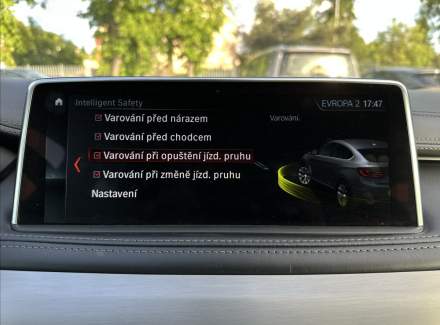 Intelligent Safety
EVROPA 2 17:47
Varování před nárazem
Varování
Varování před chodcem
Varování při opuštění jízd. pruhu
Varování při změně jízd. pruhu
Nastavení